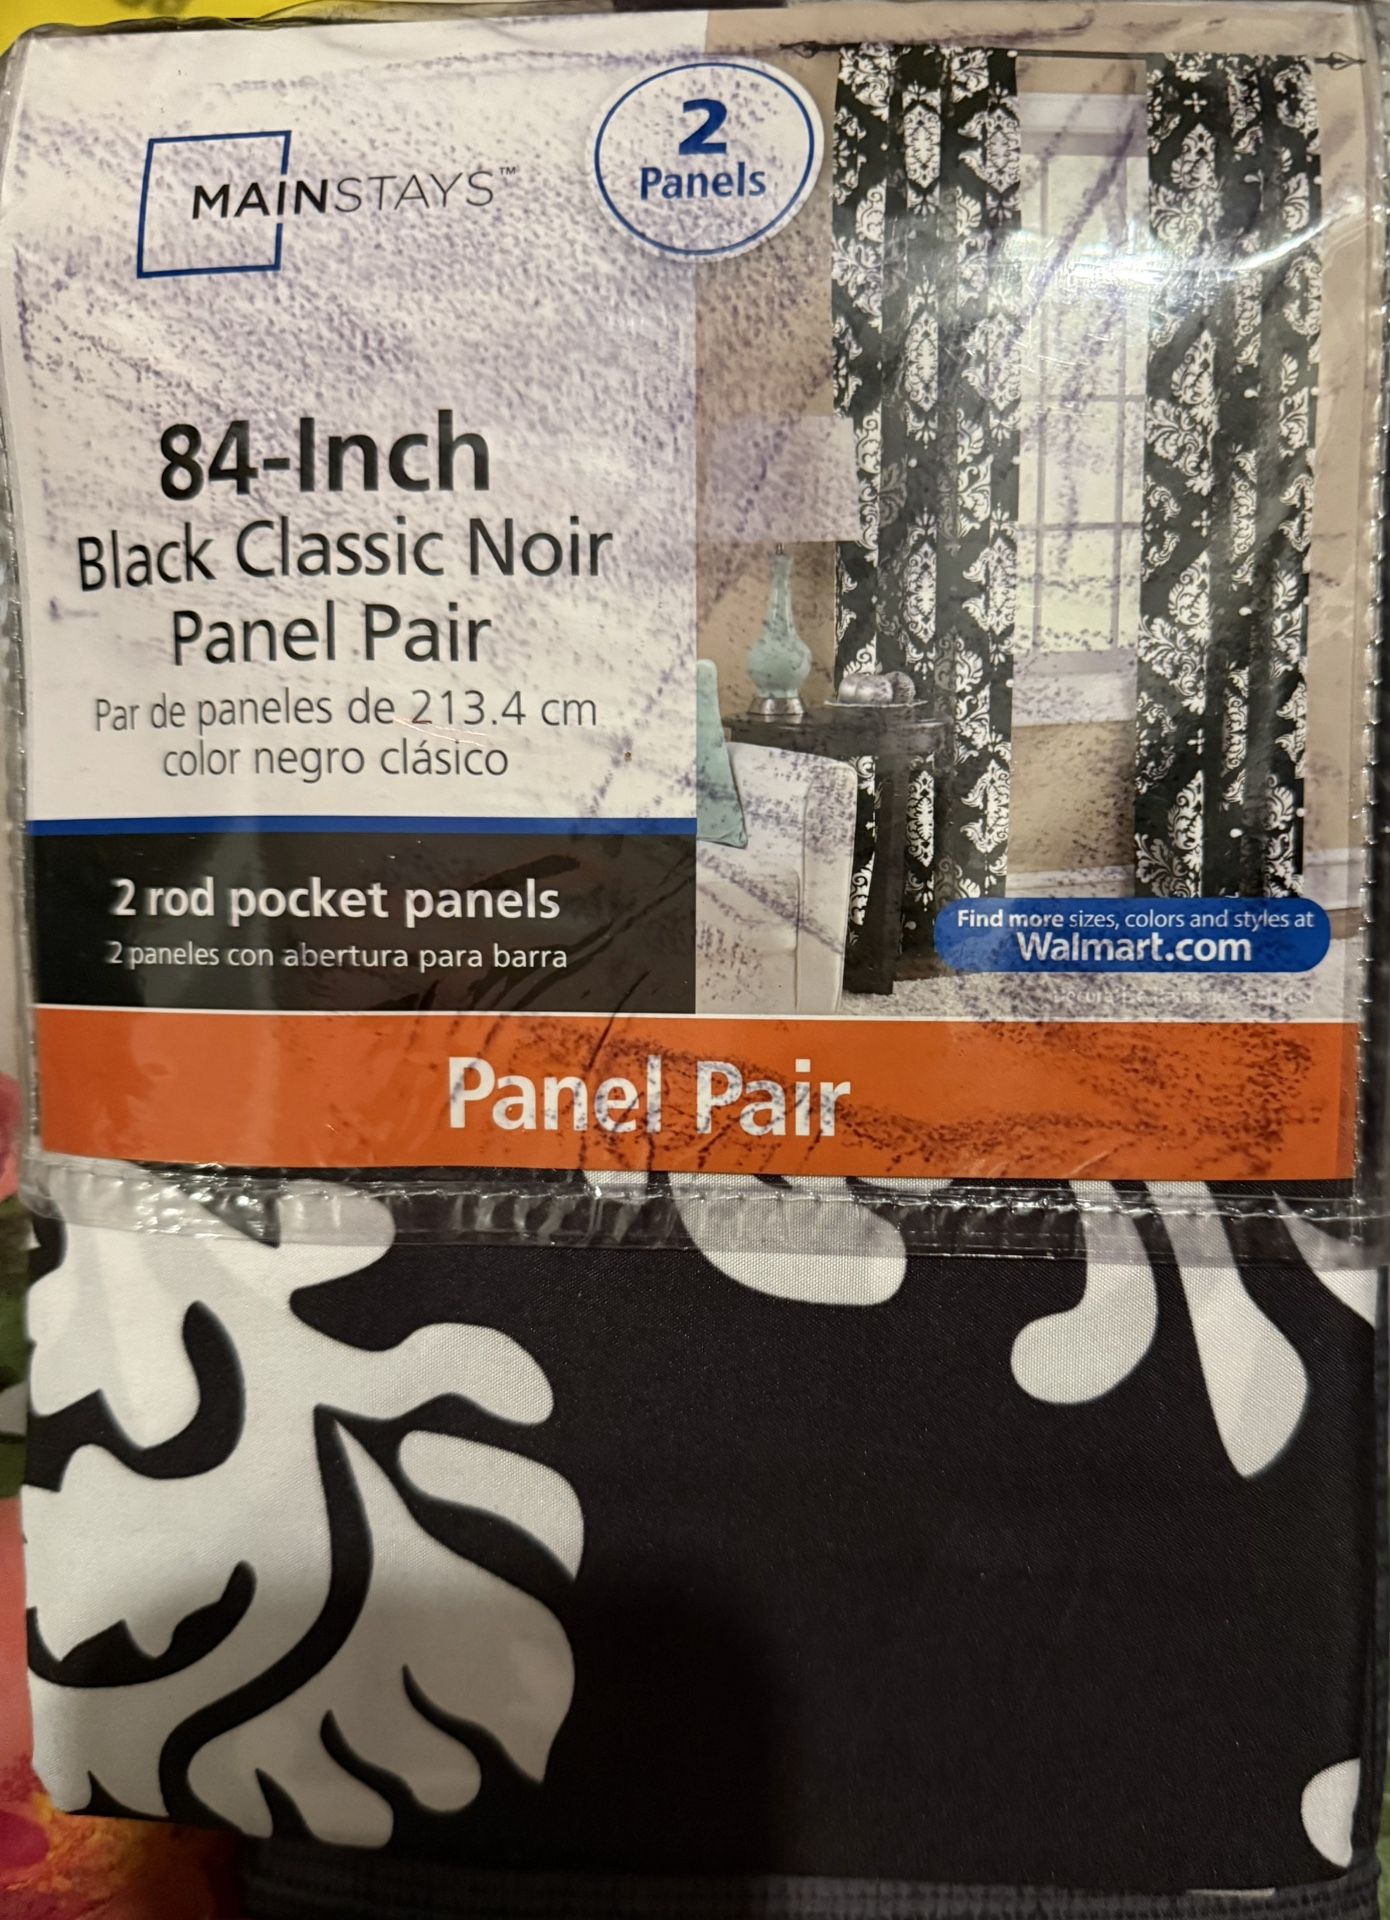 MAINSTAYS™
2
Panels
84-Inch
Black Classic Noir
Panel Pair
Par de paneles de 213.4 cm
color negro clásico
2 rod pocket panels
2 paneles con abertura para barra
Find more sizes, colors and styles at
Walmart.com
Panel Pair